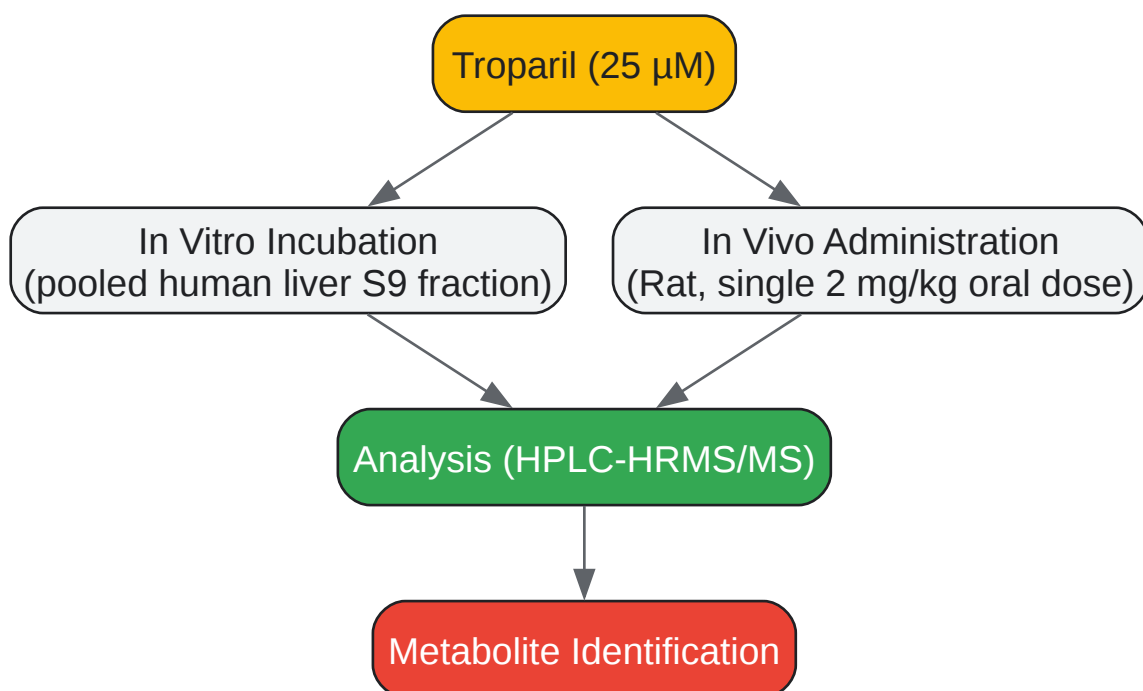 Troparil (25 µM)
In Vitro Incubation
(pooled human liver S9 fraction)
In Vivo Administration
(Rat, single 2 mg/kg oral dose)
Analysis (HPLC-HRMS/MS)
Metabolite Identification